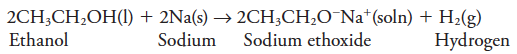 2CH₃CH₂OH(l) + 2Na(s) → 2CH₃CH₂O⁻Na⁺(soln) + H₂(g)
Ethanol Sodium Sodium ethoxide Hydrogen